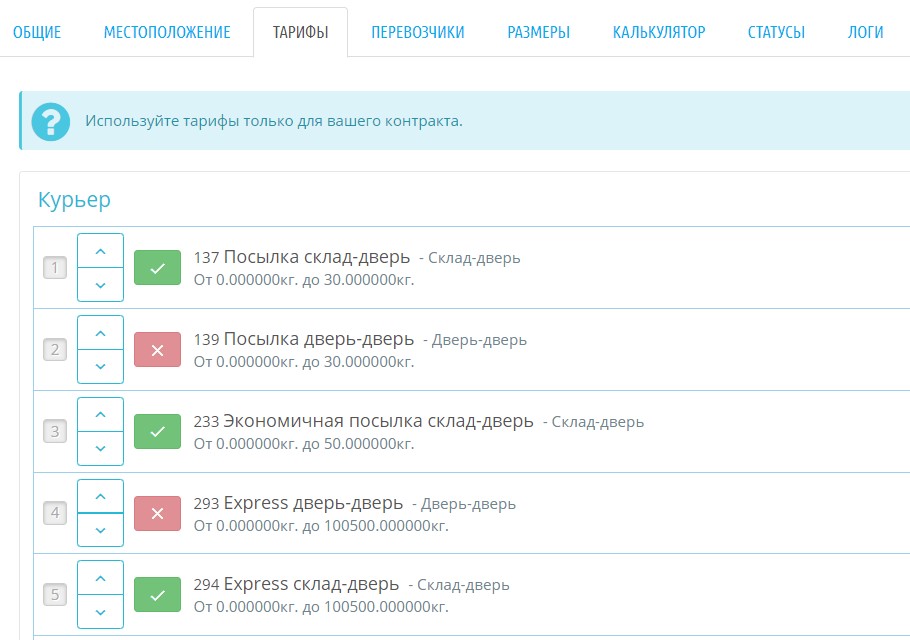 ОБЩИЕ МЕСТОПОЛОЖЕНИЕ ТАРИФЫ ПЕРЕВОЗЧИКИ РАЗМЕРЫ КАЛЬКУЛЯТОР СТАТУСЫ ЛОГИ
? Используйте тарифы только для вашего контракта.
Курьер
1 137 Посылка склад-дверь - Склад-дверь
От 0.000000кг. до 30.000000кг.
2 139 Посылка дверь-дверь - Дверь-дверь
От 0.000000кг. до 30.000000кг.
3 233 Экономичная посылка склад-дверь - Склад-дверь
От 0.000000кг. до 50.000000кг.
4 293 Express дверь-дверь - Дверь-дверь
От 0.000000кг. до 100500.000000кг.
5 294 Express склад-дверь - Склад-дверь
От 0.000000кг. до 100500.000000кг.